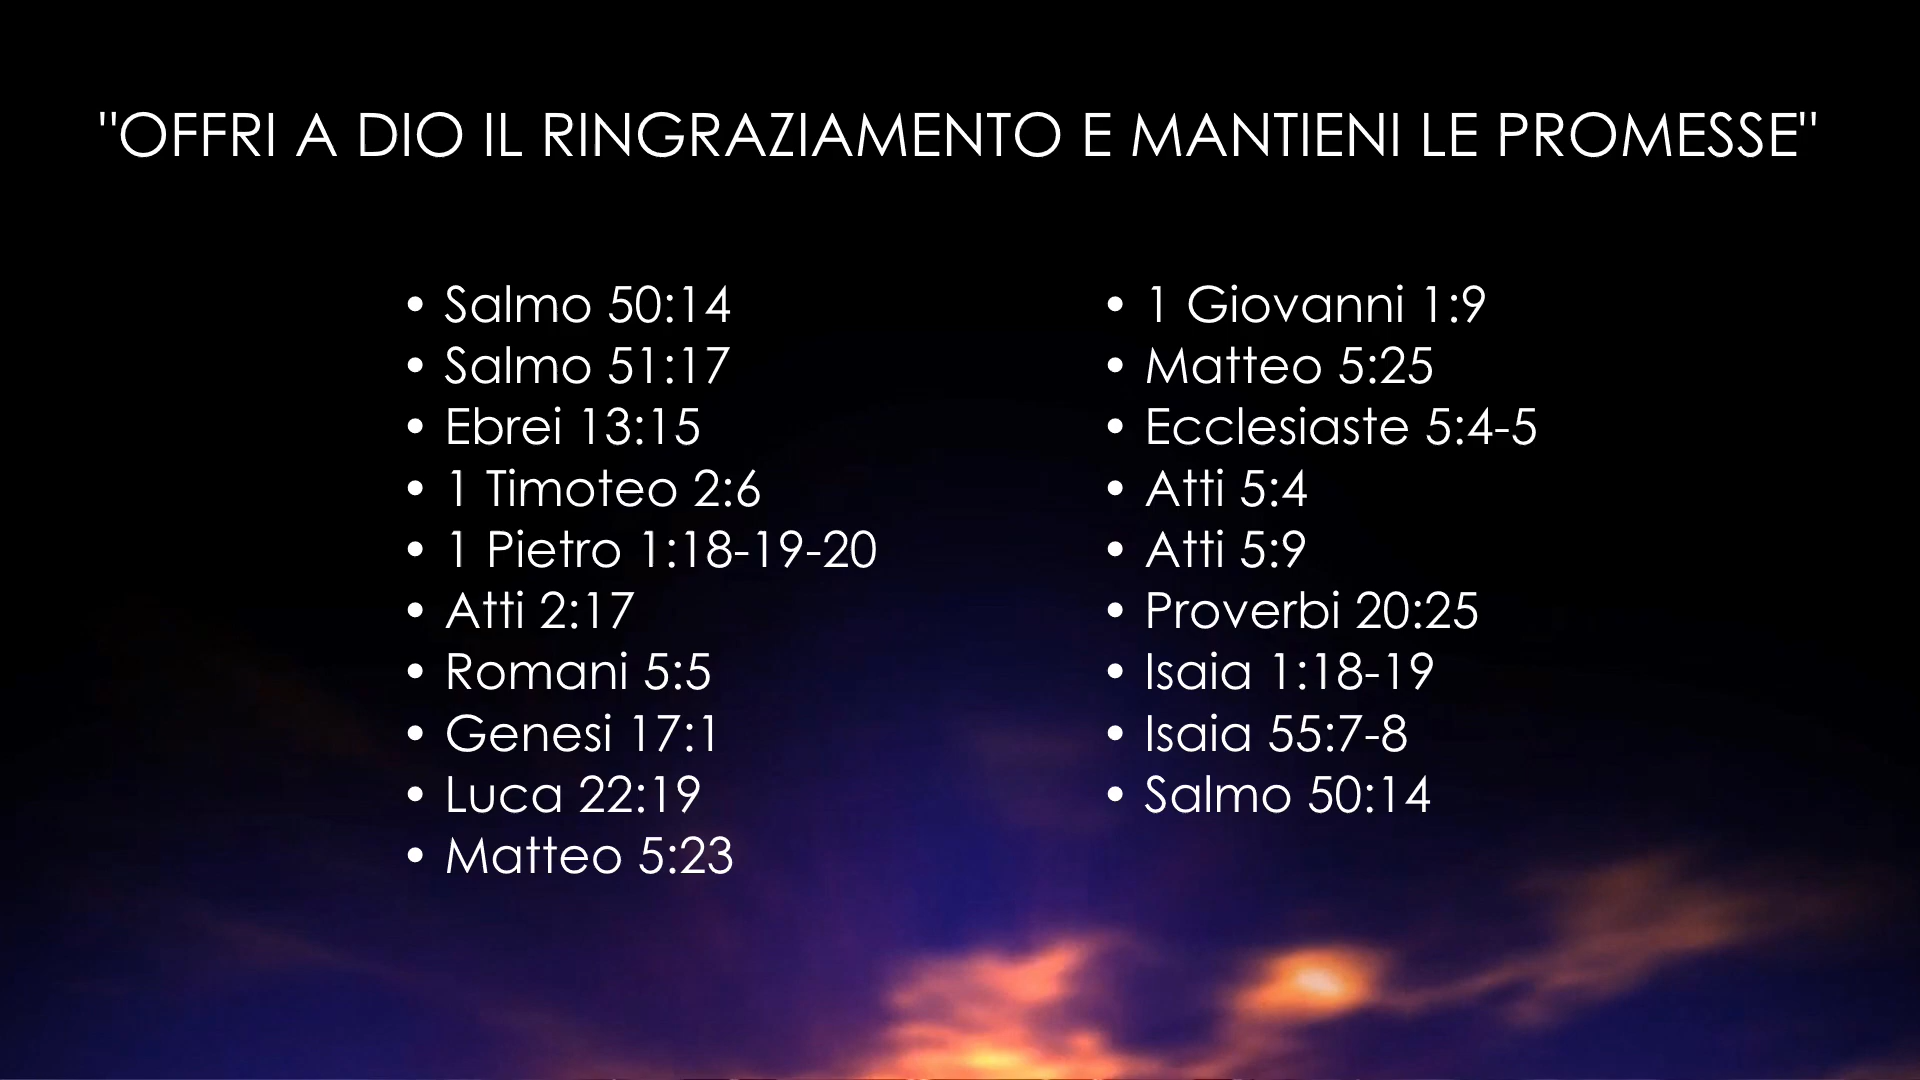 "OFFRI A DIO IL RINGRAZIAMENTO E MANTIENI LE PROMESSE"
• Salmo 50:14
• Salmo 51:17
• Ebrei 13:15
• 1 Timoteo 2:6
• 1 Pietro 1:18-19-20
• Atti 2:17
• Romani 5:5
• Genesi 17:1
• Luca 22:19
• Matteo 5:23
• 1 Giovanni 1:9
• Matteo 5:25
• Ecclesiaste 5:4-5
• Atti 5:4
• Atti 5:9
• Proverbi 20:25
• Isaia 1:18-19
• Isaia 55:7-8
• Salmo 50:14